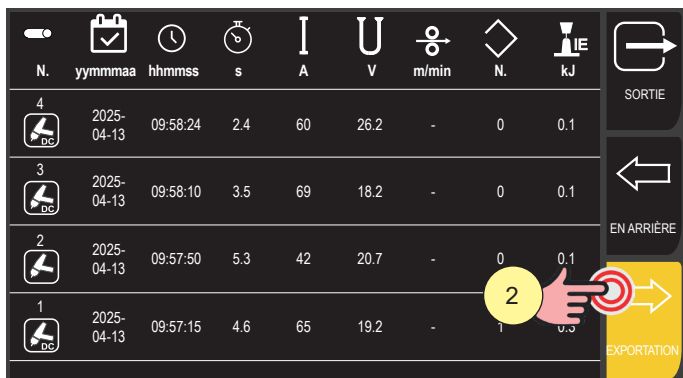 IE
N. yymmmaa hhmmss s A V m/min N. kJ
SORTIE
4
DC
2025-
04-13
09:58:24 2.4 60 26.2 - 0 0.1
3
DC
2025-
04-13
09:58:10 3.5 69 18.2 - 0 0.1
EN ARRIÈRE
2
2025-
04-13
09:57:50 5.3 42 20.7 - 0 0.1
2
1
DC
2025-
04-13
09:57:15 4.6 65 19.2 - 1 0.3
EXPORTATION